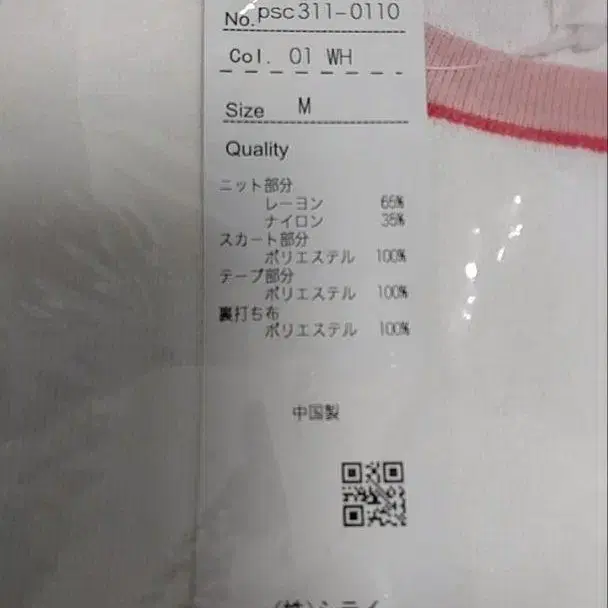 No. psc311-0110
Col. 01 WH
Size M
Quality
ニット部分
レーヨン 65%
ナイロン 35%
スカート部分
ポリエステル 100%
テープ部分
ポリエステル 100%
裏打ち布
ポリエステル 100%
中国製